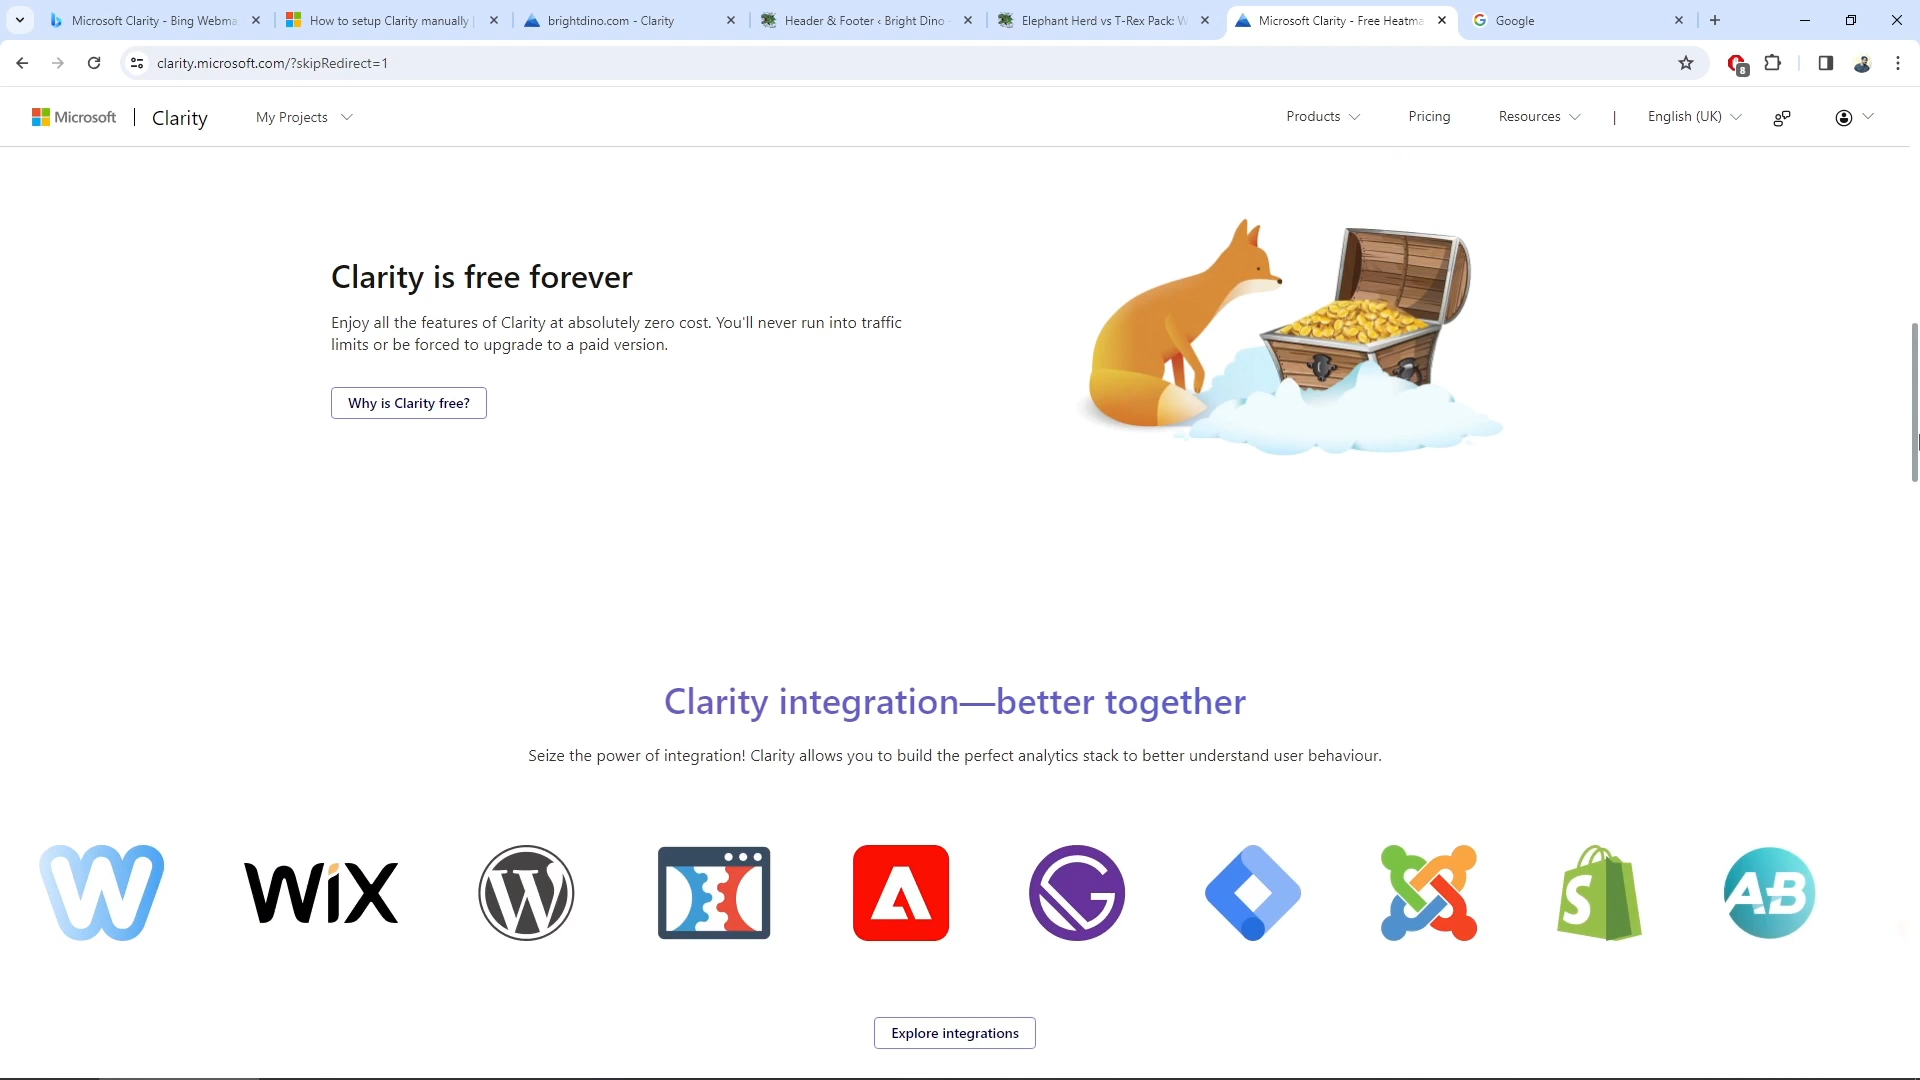 Microsoft Clarity - Bing Webma
How to setup Clarity manually
brightdino.com - Clarity
Header & Footer ‹ Bright Dino -
Elephant Herd vs T-Rex Pack: W
Microsoft Clarity - Free Heatma
Google
clarity.microsoft.com/?skipRedirect=1
8
Microsoft
Clarity
My Projects
Products
Pricing
Resources
|
English (UK)
Clarity is free forever
Enjoy all the features of Clarity at absolutely zero cost. You'll never run into traffic
limits or be forced to upgrade to a paid version.
Why is Clarity free?
Clarity integration—better together
Seize the power of integration! Clarity allows you to build the perfect analytics stack to better understand user behaviour.
W
WiX
W
A
G
S
AB
Explore integrations